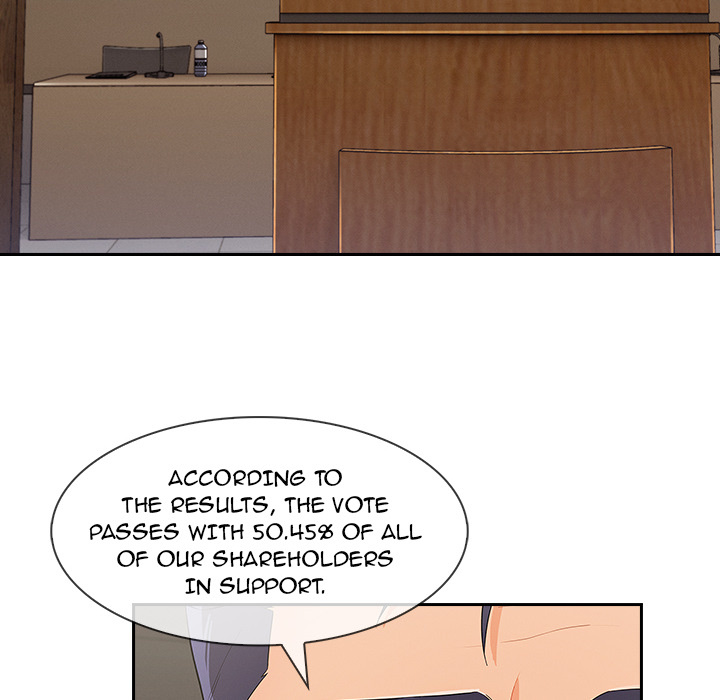 ACCORDING TO
THE RESULTS, THE VOTE
PASSES WITH 50.45% OF ALL
OF OUR SHAREHOLDERS
IN SUPPORT.